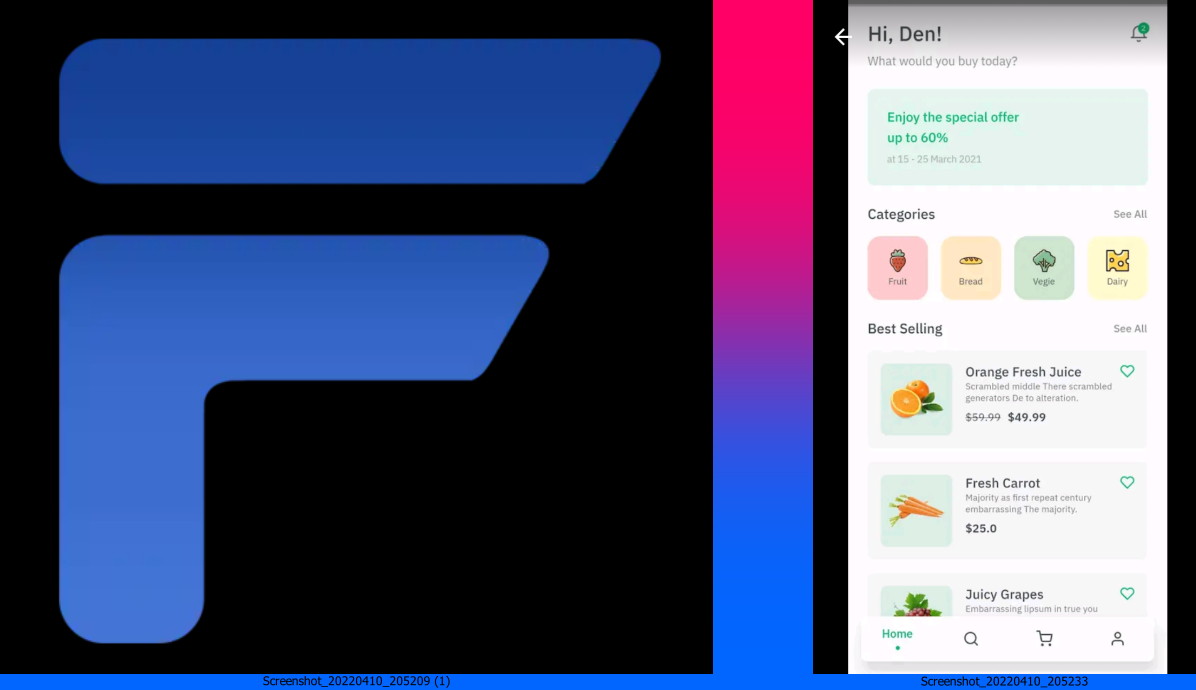 Hi, Den!
2
What would you buy today?
Enjoy the special offer
up to 60%
at 15 - 25 March 2021
Categories
See All
Fruit
Bread
Vegie
Dairy
Best Selling
See All
Orange Fresh Juice
Scrambled middle There scrambled
generators De to alteration.
$59.99 $49.99
Fresh Carrot
Majority as first repeat century
embarrassing The majority.
$25.0
Juicy Grapes
Embarrassing lipsum in true you
Home
Screenshot_20220410_205209 (1)
Screenshot_20220410_205233